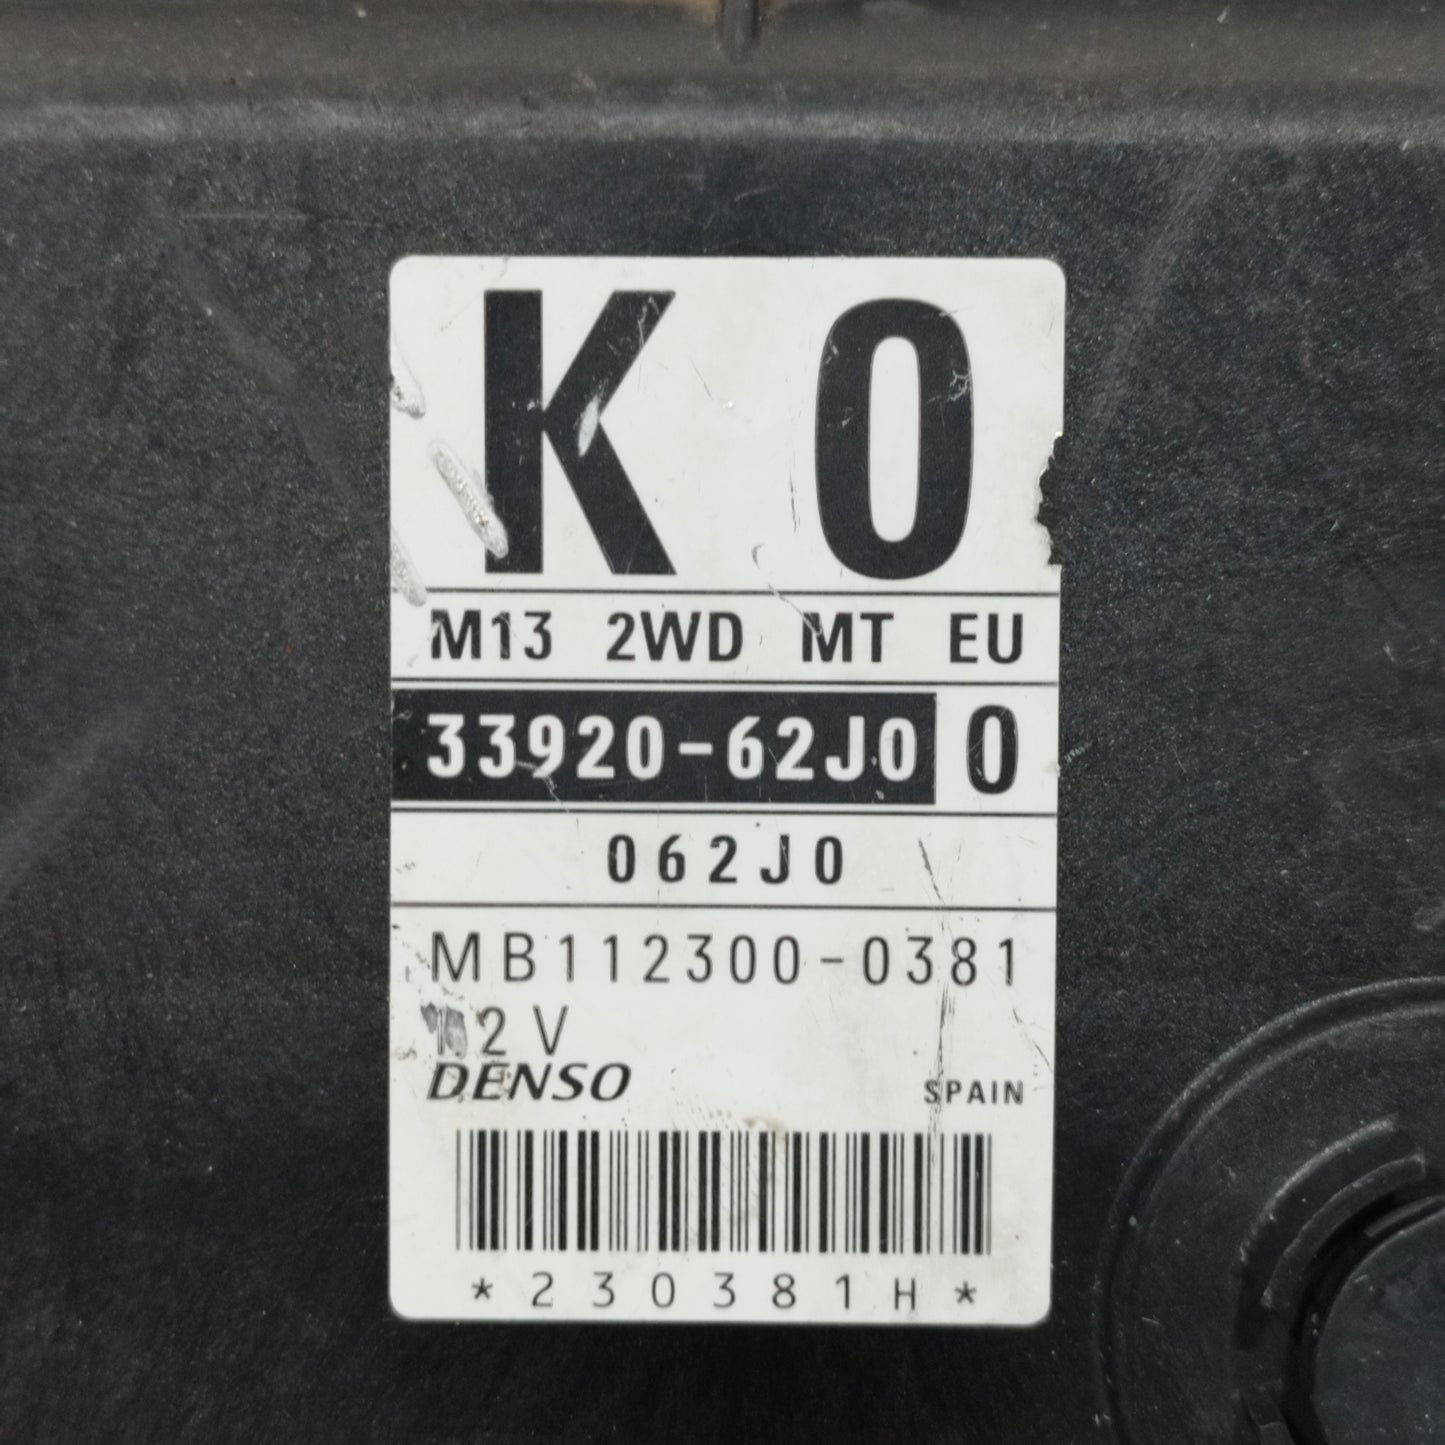 K 0
M13 2WD MT EU
33920-62J0 0
062J0
MB112300-0381
12V
DENSO SPAIN
*230381H*